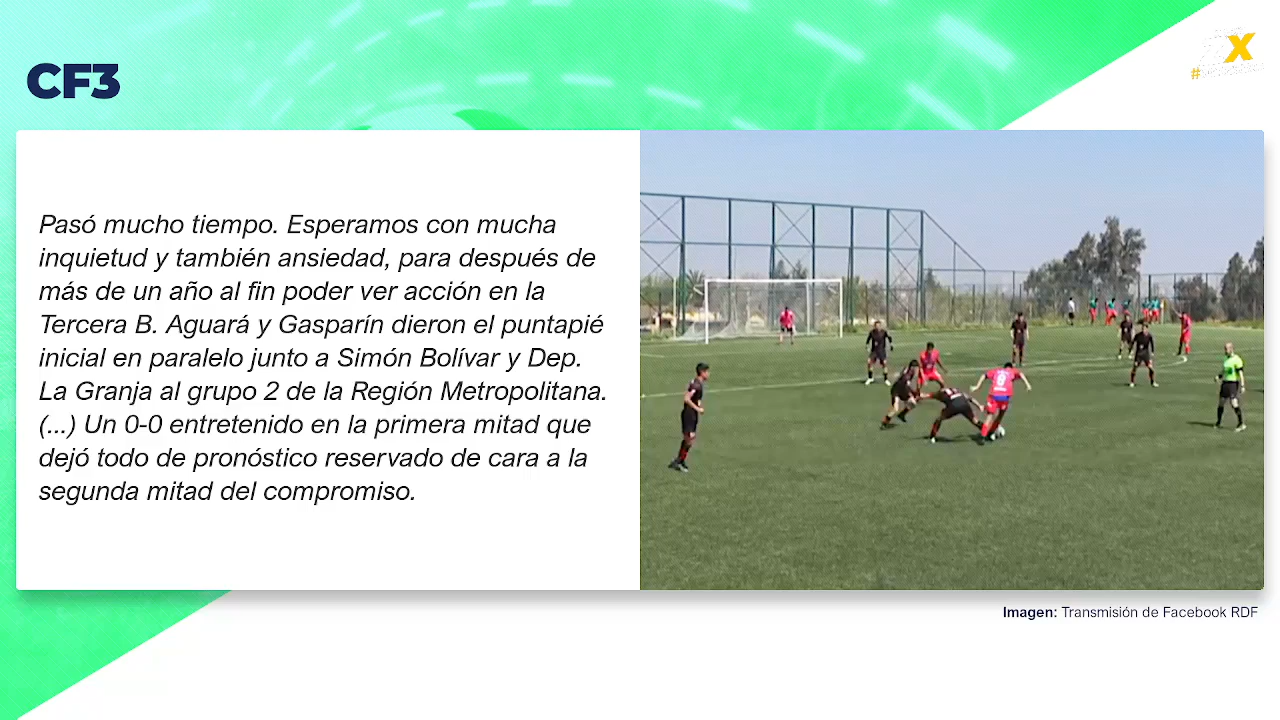 CF3
X
Pasó mucho tiempo. Esperamos con mucha
inquietud y también ansiedad, para después de
más de un año al fin poder ver acción en la
Tercera B. Aguará y Gasparín dieron el puntapié
inicial en paralelo junto a Simón Bolívar y Dep.
La Granja al grupo 2 de la Región Metropolitana.
(...) Un 0-0 entretenido en la primera mitad que
dejó todo de pronóstico reservado de cara a la
segunda mitad del compromiso.
8
Imagen: Transmisión de Facebook RDF